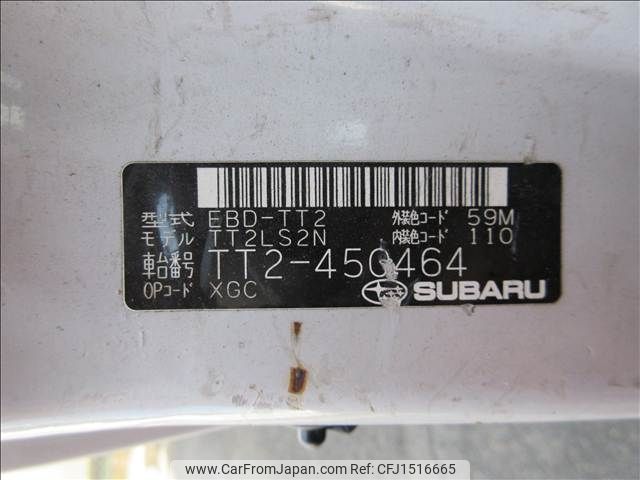 型式 EBD-TT2 外装色コード 59M
モデル TT2LS2N 内装色コード 110
車台番号 TT2-450464
OPコード XGC SUBARU
www.CarFromJapan.com © CarFromJapan.com - CFJ1516665